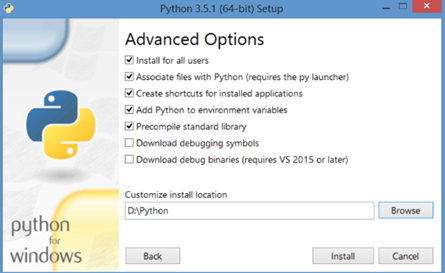 Python 3.5.1 (64-bit) Setup
Advanced Options
Install for all users
Associate files with Python (requires the py launcher)
Create shortcuts for installed applications
Add Python to environment variables
Precompile standard library
Download debugging symbols
Download debug binaries (requires VS 2015 or later)
Customize install location
D:\Python
Browse
python
for
windows
Back
Install
Cancel